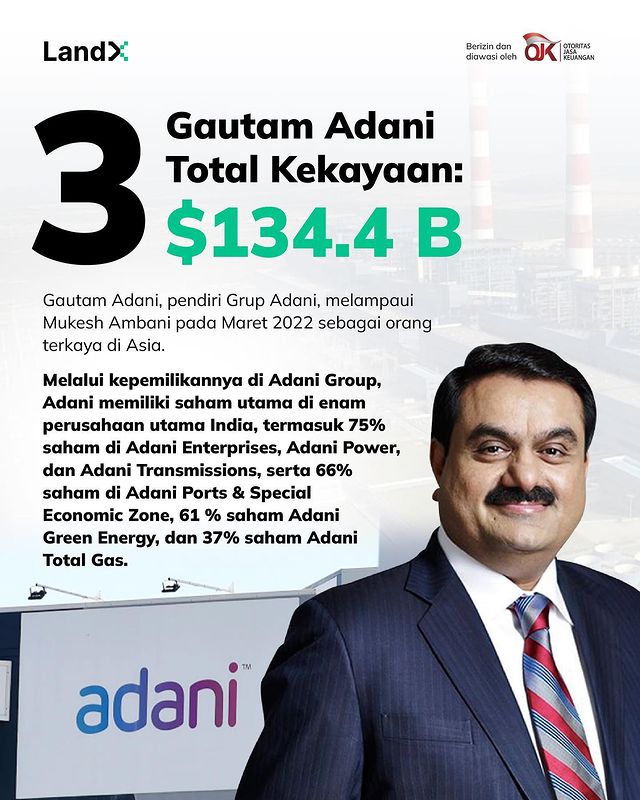 LandX
Berizin dan
diawasi oleh
OJK
OTORITAS
JASA
KEUANGAN
3
Gautam Adani
Total Kekayaan:
$134.4 B
Gautam Adani, pendiri Grup Adani, melampaui
Mukesh Ambani pada Maret 2022 sebagai orang
terkaya di Asia.
Melalui kepemilikannya di Adani Group,
Adani memiliki saham utama di enam
perusahaan utama India, termasuk 75%
saham di Adani Enterprises, Adani Power,
dan Adani Transmissions, serta 66%
saham di Adani Ports & Special
Economic Zone, 61 % saham Adani
Green Energy, dan 37% saham Adani
Total Gas.
adani™